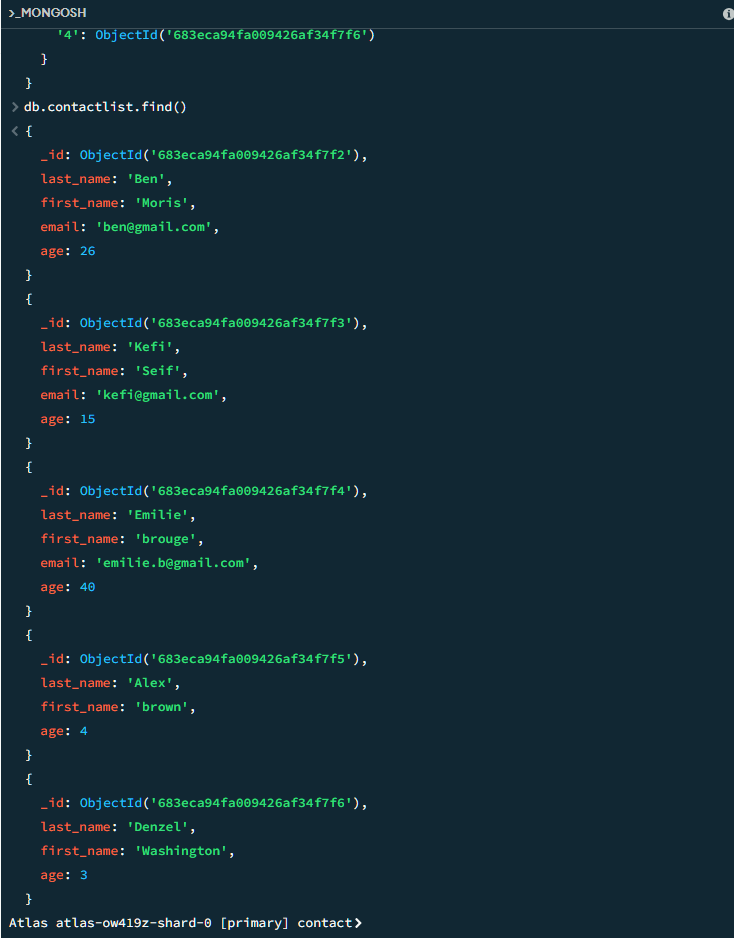 >_MONGOSH
'4': ObjectId('683eca94fa009426af34f7f6')
}
}
> db.contactlist.find()
< {
_id: ObjectId('683eca94fa009426af34f7f2'),
last_name: 'Ben',
first_name: 'Moris',
email: 'ben@gmail.com',
age: 26
}
{
_id: ObjectId('683eca94fa009426af34f7f3'),
last_name: 'Kefi',
first_name: 'Seif',
email: 'kefi@gmail.com',
age: 15
}
{
_id: ObjectId('683eca94fa009426af34f7f4'),
last_name: 'Emilie',
first_name: 'brouge',
email: 'emilie.b@gmail.com',
age: 40
}
{
_id: ObjectId('683eca94fa009426af34f7f5'),
last_name: 'Alex',
first_name: 'brown',
age: 4
}
{
_id: ObjectId('683eca94fa009426af34f7f6'),
last_name: 'Denzel',
first_name: 'Washington',
age: 3
}
Atlas atlas-ow419z-shard-0 [primary] contact>